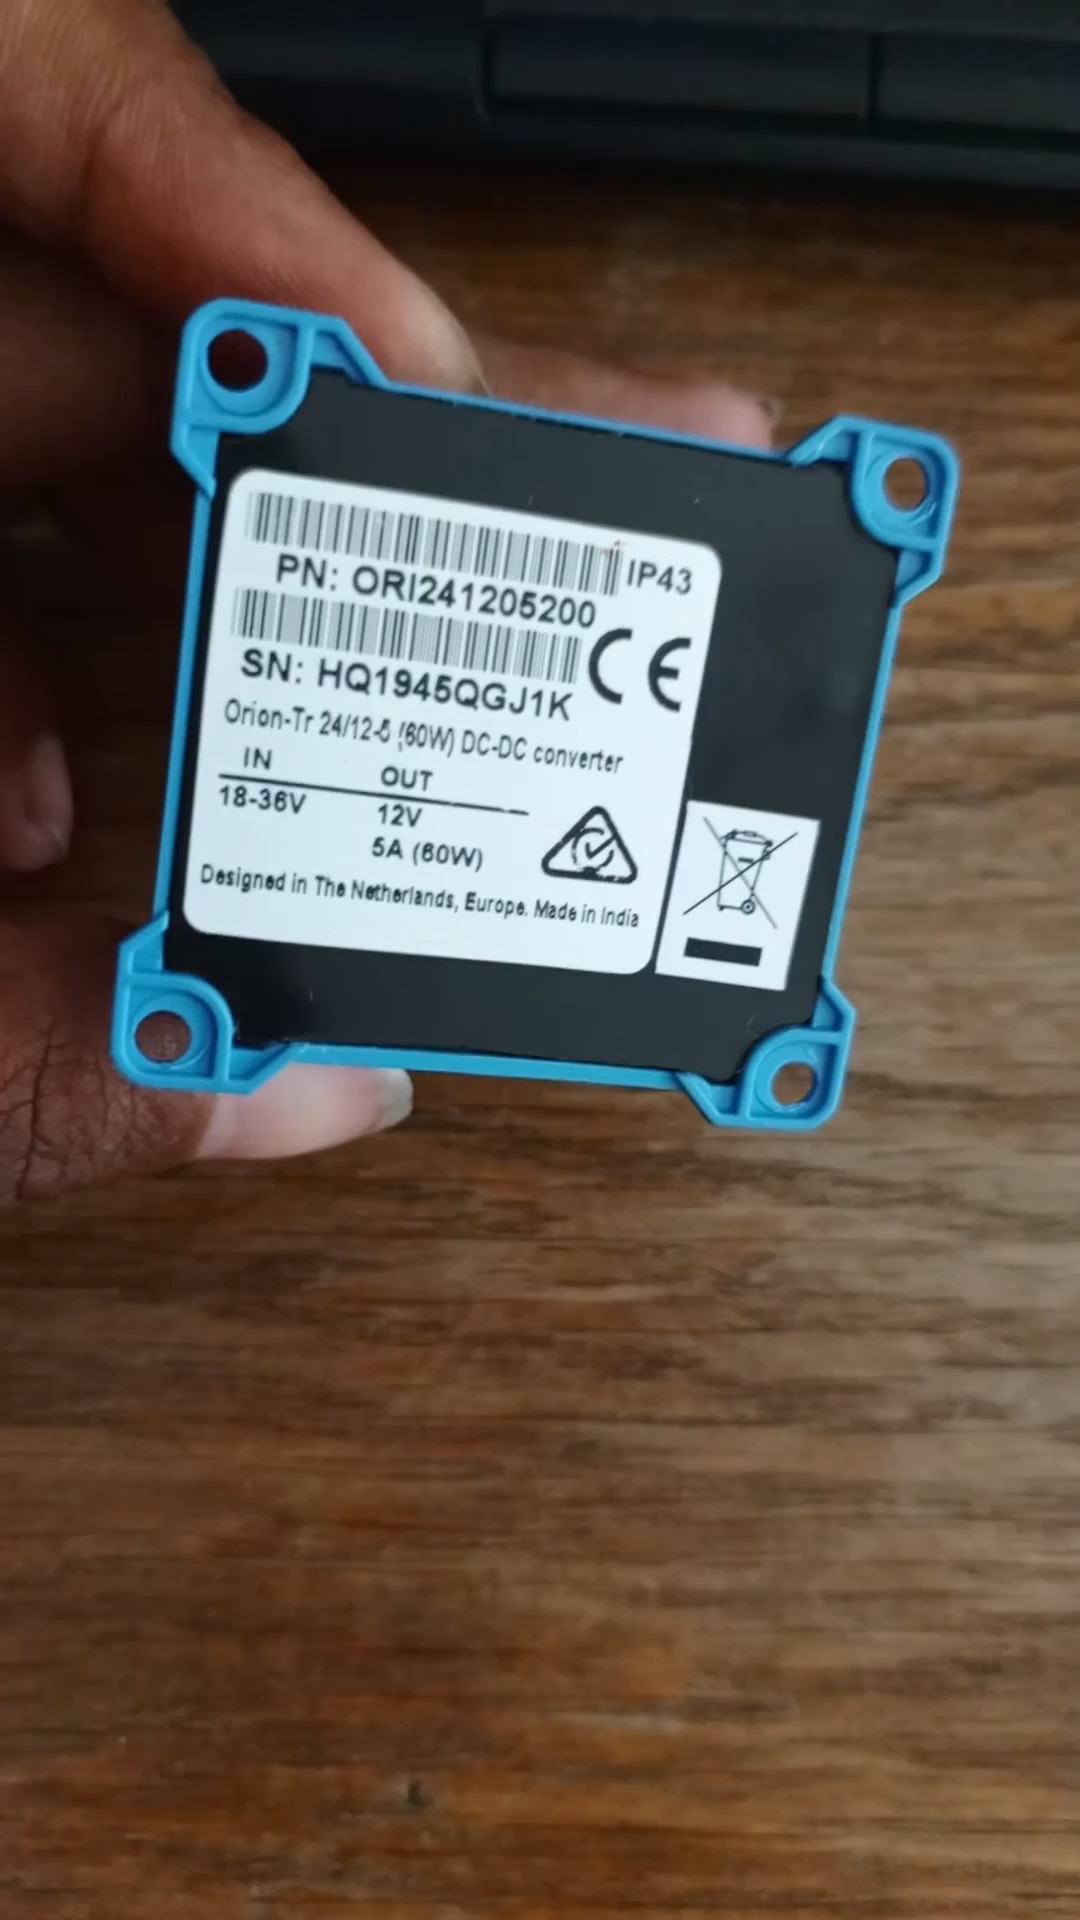 IP43
PN: ORI241205200
SN: HQ1945QGJ1K
CE
Orion-Tr 24/12-5 (60W) DC-DC converter
IN OUT
18-36V 12V
5A (60W)
Designed in The Netherlands, Europe. Made in India